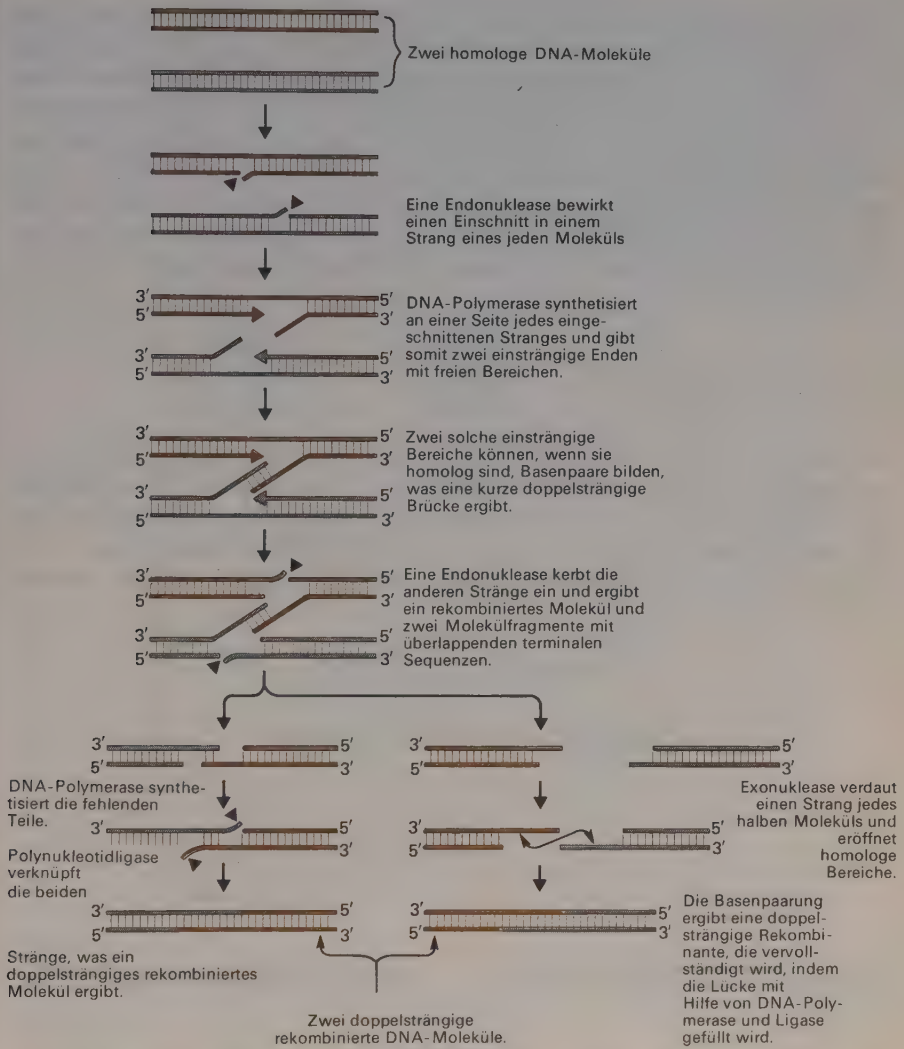 Zwei homologe DNA-Moleküle
Eine Endonuklease bewirkt
einen Einschnitt in einem
Strang eines jeden Moleküls
3′ 5′
5′ 3′
5′
5′ 3′
DNA-Polymerase synthetisiert
an einer Seite jedes einge-
schnittenen Stranges und gibt
somit zwei einsträngige Enden
mit freien Bereichen.
3′ 5′
3′
5′
5′ 3′
Zwei solche einsträngige
Bereiche können, wenn sie
homolog sind, Basenpaare bilden,
was eine kurze doppelsträngige
Brücke ergibt.
3′ 5′
5′ 3′
3′ 5′
5′ 3′
Eine Endonuklease kerbt die
anderen Stränge ein und ergibt
ein rekombiniertes Molekül und
zwei Molekülfragmente mit
überlappenden terminalen
Sequenzen.
3′ 5′
5′ 3′
DNA-Polymerase synthe-
tisiert die fehlenden
Teile.
3′ 5′
5′ 3′
Polynukleotidligase
verknüpft
die beiden
3′ 5′
5′ 3′
Stränge, was ein
doppelsträngiges rekombiniertes
Molekül ergibt.
3′ 5′
5′ 3′
Exonuklease verdaut
einen Strang jedes
halben Moleküls und
eröffnet
homologe
Bereiche.
3′ 5′
5′ 3′
3′ 5′
5′ 3′
Die Basenpaarung
ergibt eine doppel-
strängige Rekombi-
nante, die vervoll-
ständigt wird, indem
die Lücke mit
Hilfe von DNA-Poly-
merase und Ligase
gefüllt wird.
Zwei doppelsträngige
rekombinierte DNA-Moleküle.